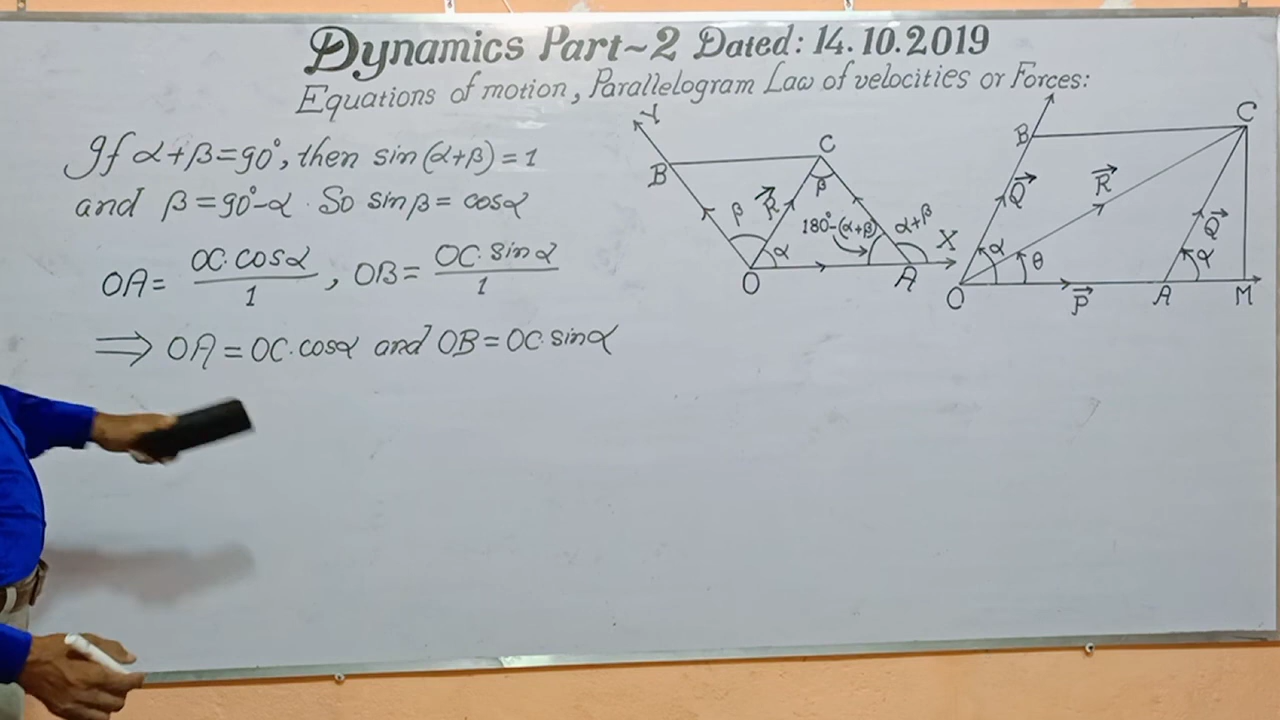 Dynamics Part~2 Dated: 14.10.2019
Equations of motion, Parallelogram Law of velocities or Forces:
If α+β=90°, then sin(α+β)=1
and β=90°-α. So sinβ= cosα
OA= OC.cosα/1 , OB= OC.sinα/1
⟹ OA=OC.cosα and OB=OC.sinα
Y
B C
β R⃗ β
180°-(α+β) α+β
α X
O A
B C
Q⃗ R⃗
Q⃗
α θ α
O P⃗ A M